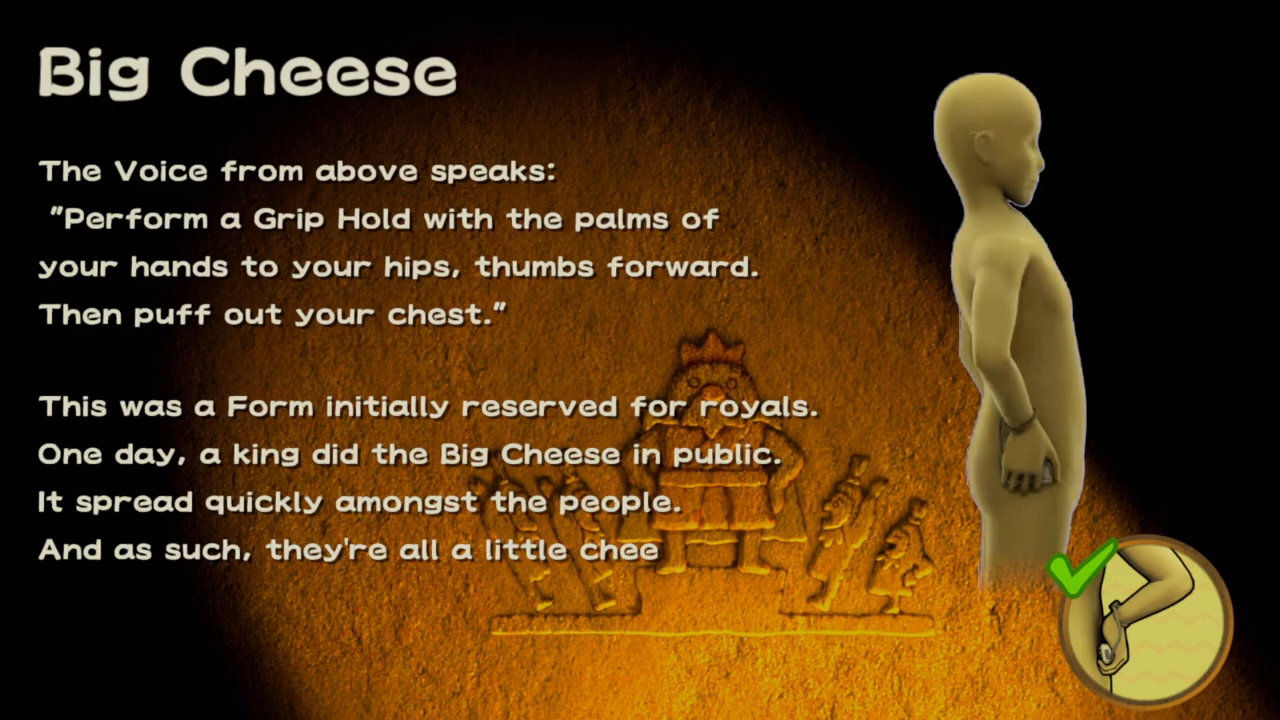 Big Cheese
The Voice from above speaks:
"Perform a Grip Hold with the palms of
your hands to your hips, thumbs forward.
Then puff out your chest."
This was a Form initially reserved for royals.
One day, a king did the Big Cheese in public.
It spread quickly amongst the people.
And as such, they're all a little chee